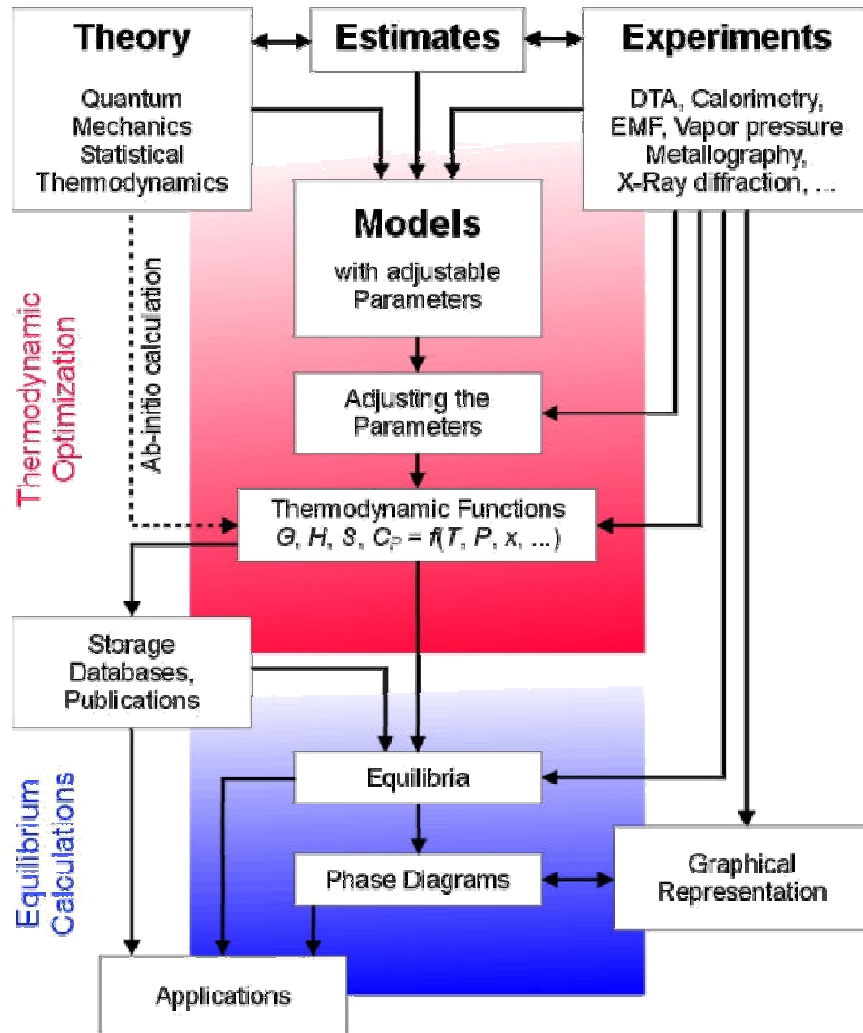 Theory
Quantum
Mechanics
Statistical
Thermodynamics
Estimates
Experiments
DTA, Calorimetry,
EMF, Vapor pressure
Metallography,
X-Ray diffraction, ...
Models
with adjustable
Parameters
Thermodynamic
Optimization
Ab-initio calculation
Adjusting the
Parameters
Thermodynamic Functions
G, H, S, CP = f(T, P, x, ...)
Storage
Databases,
Publications
Equilibrium
Calculations
Equilibria
Phase Diagrams
Graphical
Representation
Applications